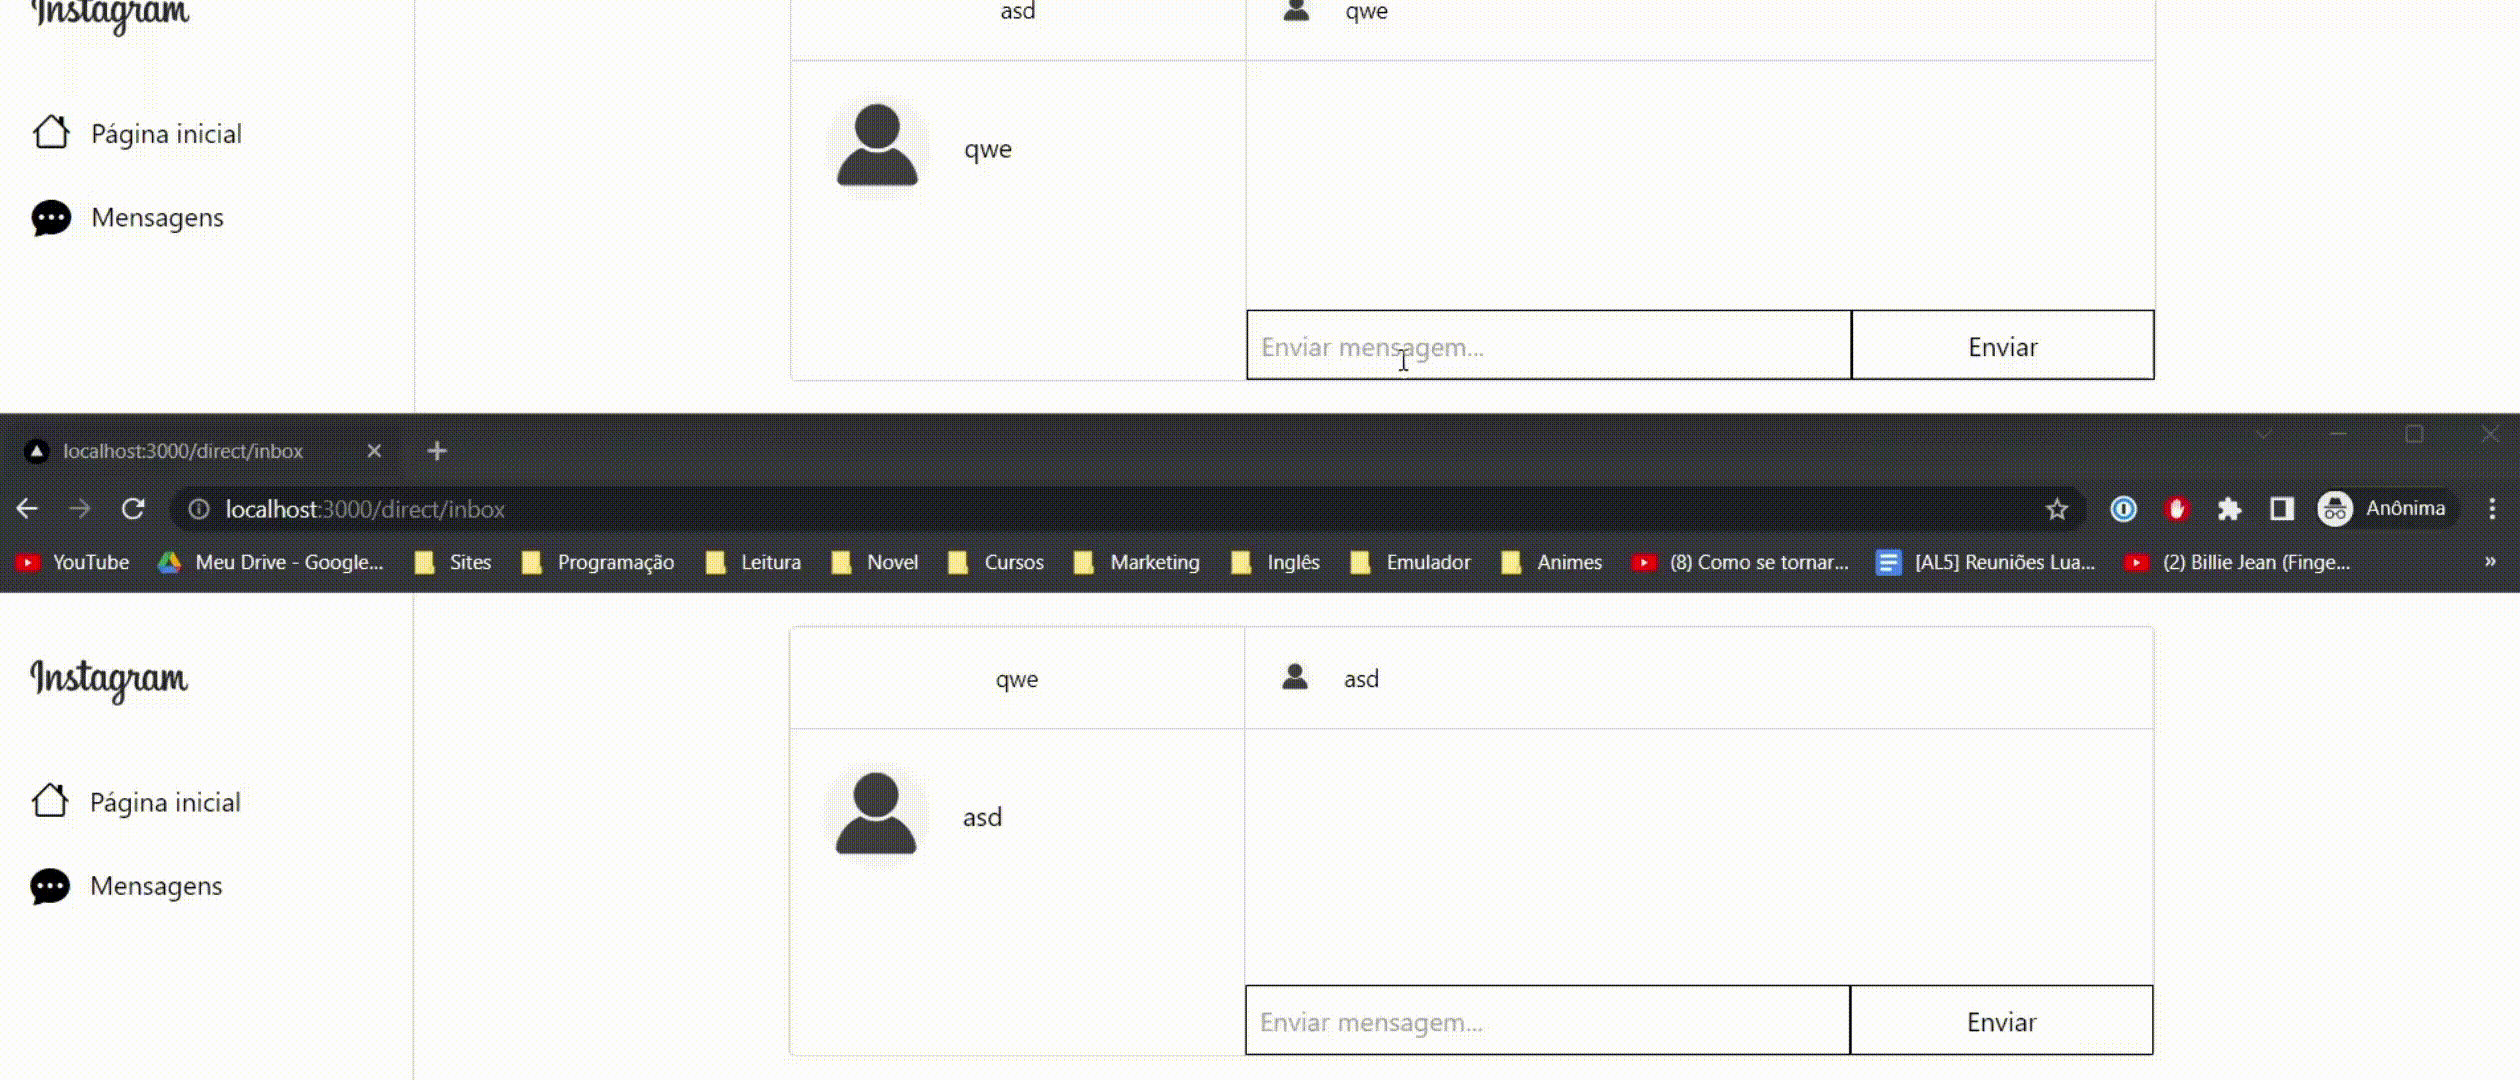 Instagram
asd
qwe
Página inicial
qwe
Mensagens
Enviar mensagem...
Enviar
localhost:3000/direct/inbox
localhost:3000/direct/inbox
Anônima
YouTube
Meu Drive - Google...
Sites
Programação
Leitura
Novel
Cursos
Marketing
Inglês
Emulador
Animes
(8) Como se tornar...
[AL5] Reuniões Lua...
(2) Billie Jean (Finge...
»
Instagram
qwe
asd
Página inicial
asd
Mensagens
Enviar mensagem...
Enviar